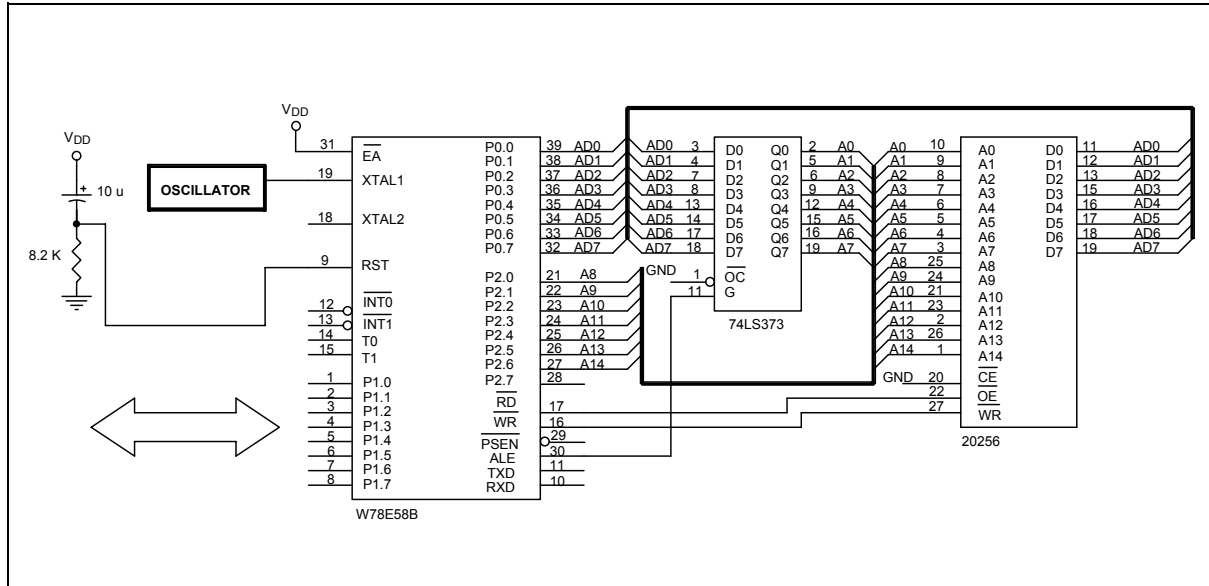 VDD
10 u
8.2 K
OSCILLATOR
VDD
31 EA
19 XTAL1
18 XTAL2
9 RST
12 INT0
13 INT1
14 T0
15 T1
1 P1.0
2 P1.1
3 P1.2
4 P1.3
5 P1.4
6 P1.5
7 P1.6
8 P1.7
P0.0 39 AD0
P0.1 38 AD1
P0.2 37 AD2
P0.3 36 AD3
P0.4 35 AD4
P0.5 34 AD5
P0.6 33 AD6
P0.7 32 AD7
P2.0 21 A8
P2.1 22 A9
P2.2 23 A10
P2.3 24 A11
P2.4 25 A12
P2.5 26 A13
P2.6 27 A14
P2.7 28
RD 17
WR 16
PSEN 29
ALE 30
TXD 11
RXD 10
W78E58B
AD0 3 D0 Q0 2 A0
AD1 4 D1 Q1 5 A1
AD2 7 D2 Q2 6 A2
AD3 8 D3 Q3 9 A3
AD4 13 D4 Q4 12 A4
AD5 14 D5 Q5 15 A5
AD6 17 D6 Q6 16 A6
AD7 18 D7 Q7 19 A7
GND 1 OC
11 G
74LS373
A0 10 A0 D0 11 AD0
A1 9 A1 D1 12 AD1
A2 8 A2 D2 13 AD2
A3 7 A3 D3 15 AD3
A4 6 A4 D4 16 AD4
A5 5 A5 D5 17 AD5
A6 4 A6 D6 18 AD6
A7 3 A7 D7 19 AD7
A8 25 A8
A9 24 A9
A10 21 A10
A11 23 A11
A12 2 A12
A13 26 A13
A14 1 A14
GND 20 CE
22 OE
27 WR
20256